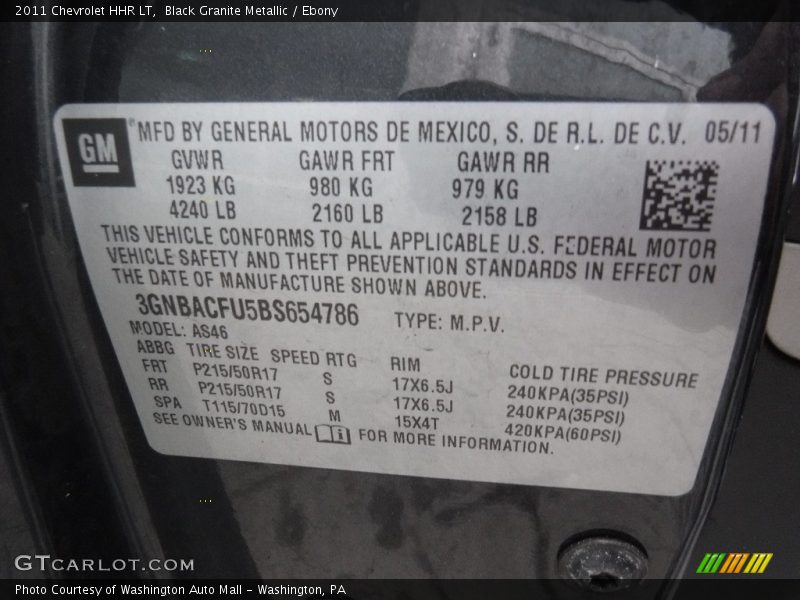 2011 Chevrolet HHR LT, Black Granite Metallic / Ebony
GM
® MFD BY GENERAL MOTORS DE MEXICO, S. DE R.L. DE C.V. 05/11
GVWR GAWR FRT GAWR RR
1923 KG 980 KG 979 KG
4240 LB 2160 LB 2158 LB
THIS VEHICLE CONFORMS TO ALL APPLICABLE U.S. FEDERAL MOTOR
VEHICLE SAFETY AND THEFT PREVENTION STANDARDS IN EFFECT ON
THE DATE OF MANUFACTURE SHOWN ABOVE.
3GNBACFU5BS654786 TYPE: M.P.V.
MODEL: AS46
ABBG TIRE SIZE SPEED RTG RIM COLD TIRE PRESSURE
FRT P215/50R17 S 17X6.5J 240KPA(35PSI)
RR P215/50R17 S 17X6.5J 240KPA(35PSI)
SPA T115/70D15 M 15X4T 420KPA(60PSI)
SEE OWNER'S MANUAL FOR MORE INFORMATION.
GTCARLOT.COM
Photo Courtesy of Washington Auto Mall - Washington, PA